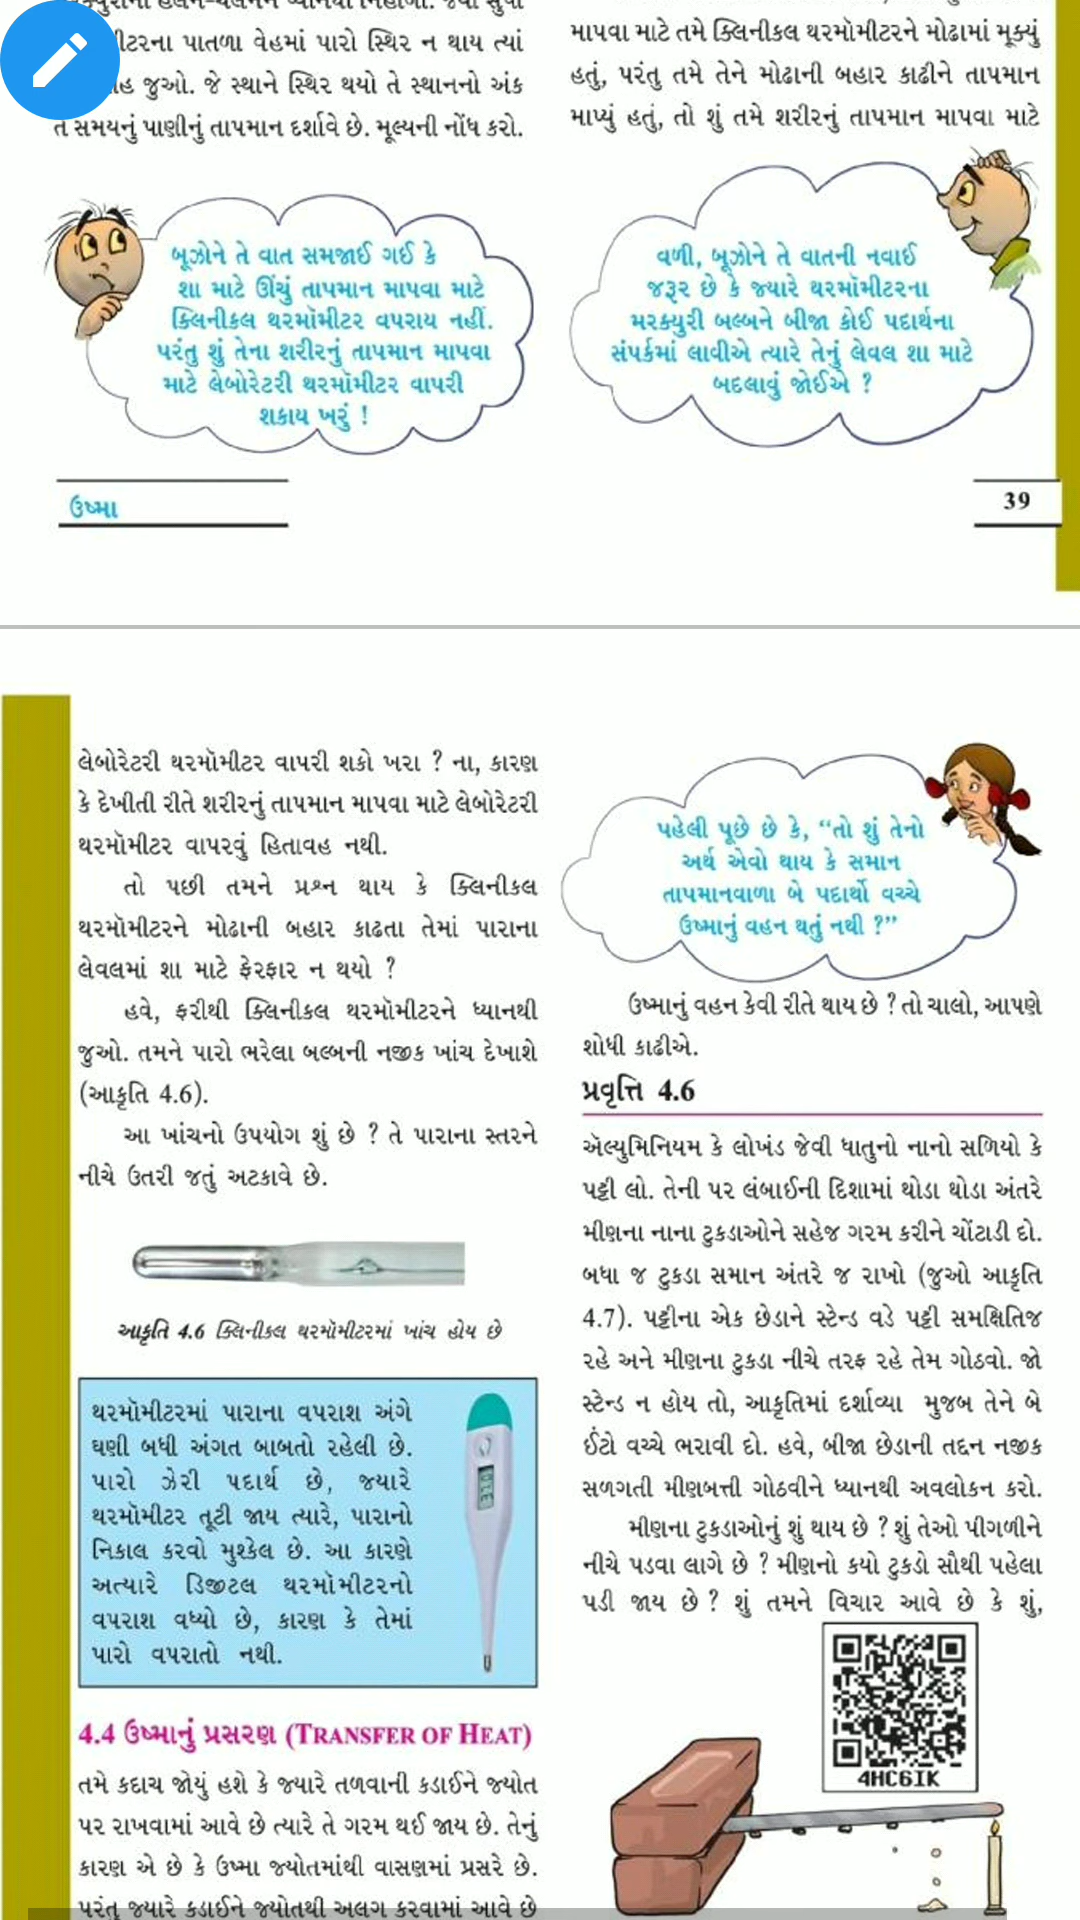 મીટરના પાતળા વેહમાં પારો સ્થિર ન થાય ત્યાં
જુઓ. જે સ્થાને સ્થિર થયો તે સ્થાનનો અંક
તે સમયનું પાણીનું તાપમાન દર્શાવે છે. મૂલ્યની નોંધ કરો.
બૂઝોને તે વાત સમજાઈ ગઈ કે
શા માટે ઊંચું તાપમાન માપવા માટે
ક્લિનીકલ થરમૉમીટર વપરાય નહીં.
પરંતુ શું તેના શરીરનું તાપમાન માપવા
માટે લેબોરેટરી થરમૉમીટર વાપરી
શકાય ખરું !
માપવા માટે તમે ક્લિનીકલ થરમૉમીટરને મોઢામાં મૂક્યું
હતું, પરંતુ તમે તેને મોઢાની બહાર કાઢીને તાપમાન
માપ્યું હતું, તો શું તમે શરીરનું તાપમાન માપવા માટે
વળી, બૂઝોને તે વાતની નવાઈ
જરૂર છે કે જ્યારે થરમૉમીટરના
મરક્યુરી બલ્બને બીજા કોઈ પદાર્થના
સંપર્કમાં લાવીએ ત્યારે તેનું લેવલ શા માટે
બદલાવું જોઈએ ?
ઉષ્મા
39
લેબોરેટરી થરમૉમીટર વાપરી શકો ખરા ? ના, કારણ
કે દેખીતી રીતે શરીરનું તાપમાન માપવા માટે લેબોરેટરી
થરમૉમીટર વાપરવું હિતાવહ નથી.
તો પછી તમને પ્રશ્ન થાય કે ક્લિનીકલ
થરમૉમીટરને મોઢાની બહાર કાઢતા તેમાં પારાના
લેવલમાં શા માટે ફેરફાર ન થયો ?
હવે, ફરીથી ક્લિનીકલ થરમૉમીટરને ધ્યાનથી
જુઓ. તમને પારો ભરેલા બલ્બની નજીક ખાંચ દેખાશે
(આકૃતિ 4.6).
આ ખાંચનો ઉપયોગ શું છે ? તે પારાના સ્તરને
નીચે ઉતરી જતું અટકાવે છે.
આકૃતિ 4.6 ક્લિનીકલ થરમૉમીટરમાં ખાંચ હોય છે
થરમૉમીટરમાં પારાના વપરાશ અંગે
ઘણી બધી અંગત બાબતો રહેલી છે.
પારો ઝેરી પદાર્થ છે, જ્યારે
થરમૉમીટર તૂટી જાય ત્યારે, પારાનો
નિકાલ કરવો મુશ્કેલ છે. આ કારણે
અત્યારે ડિજીટલ થરમૉમીટરનો
વપરાશ વધ્યો છે, કારણ કે તેમાં
પારો વપરાતો નથી.
4.4 ઉષ્માનું પ્રસરણ (TRANSFER OF HEAT)
તમે કદાચ જોયું હશે કે જ્યારે તળવાની કડાઈને જ્યોત
પર રાખવામાં આવે છે ત્યારે તે ગરમ થઈ જાય છે. તેનું
કારણ એ છે કે ઉષ્મા જ્યોતમાંથી વાસણમાં પ્રસરે છે.
પરંતુ જ્યારે કડાઈને જ્યોતથી અલગ કરવામાં આવે છે
પહેલી પૂછે છે કે, “તો શું તેનો
અર્થ એવો થાય કે સમાન
તાપમાનવાળા બે પદાર્થો વચ્ચે
ઉષ્માનું વહન થતું નથી ?”
ઉષ્માનું વહન કેવી રીતે થાય છે ? તો ચાલો, આપણે
શોધી કાઢીએ.
પ્રવૃત્તિ 4.6
ઍલ્યુમિનિયમ કે લોખંડ જેવી ધાતુનો નાનો સળિયો કે
પટ્ટી લો. તેની પર લંબાઈની દિશામાં થોડા થોડા અંતરે
મીણના નાના ટુકડાઓને સહેજ ગરમ કરીને ચોંટાડી દો.
બધા જ ટુકડા સમાન અંતરે જ રાખો (જુઓ આકૃતિ
4.7). પટ્ટીના એક છેડાને સ્ટેન્ડ વડે પટ્ટી સમક્ષિતિજ
રહે અને મીણના ટુકડા નીચે તરફ રહે તેમ ગોઠવો. જો
સ્ટેન્ડ ન હોય તો, આકૃતિમાં દર્શાવ્યા મુજબ તેને બે
ઈંટો વચ્ચે ભરાવી દો. હવે, બીજા છેડાની તદ્દન નજીક
સળગતી મીણબત્તી ગોઠવીને ધ્યાનથી અવલોકન કરો.
મીણના ટુકડાઓનું શું થાય છે ? શું તેઓ પીગળીને
નીચે પડવા લાગે છે ? મીણનો કયો ટુકડો સૌથી પહેલા
પડી જાય છે ? શું તમને વિચાર આવે છે કે શું,
4HC6IK